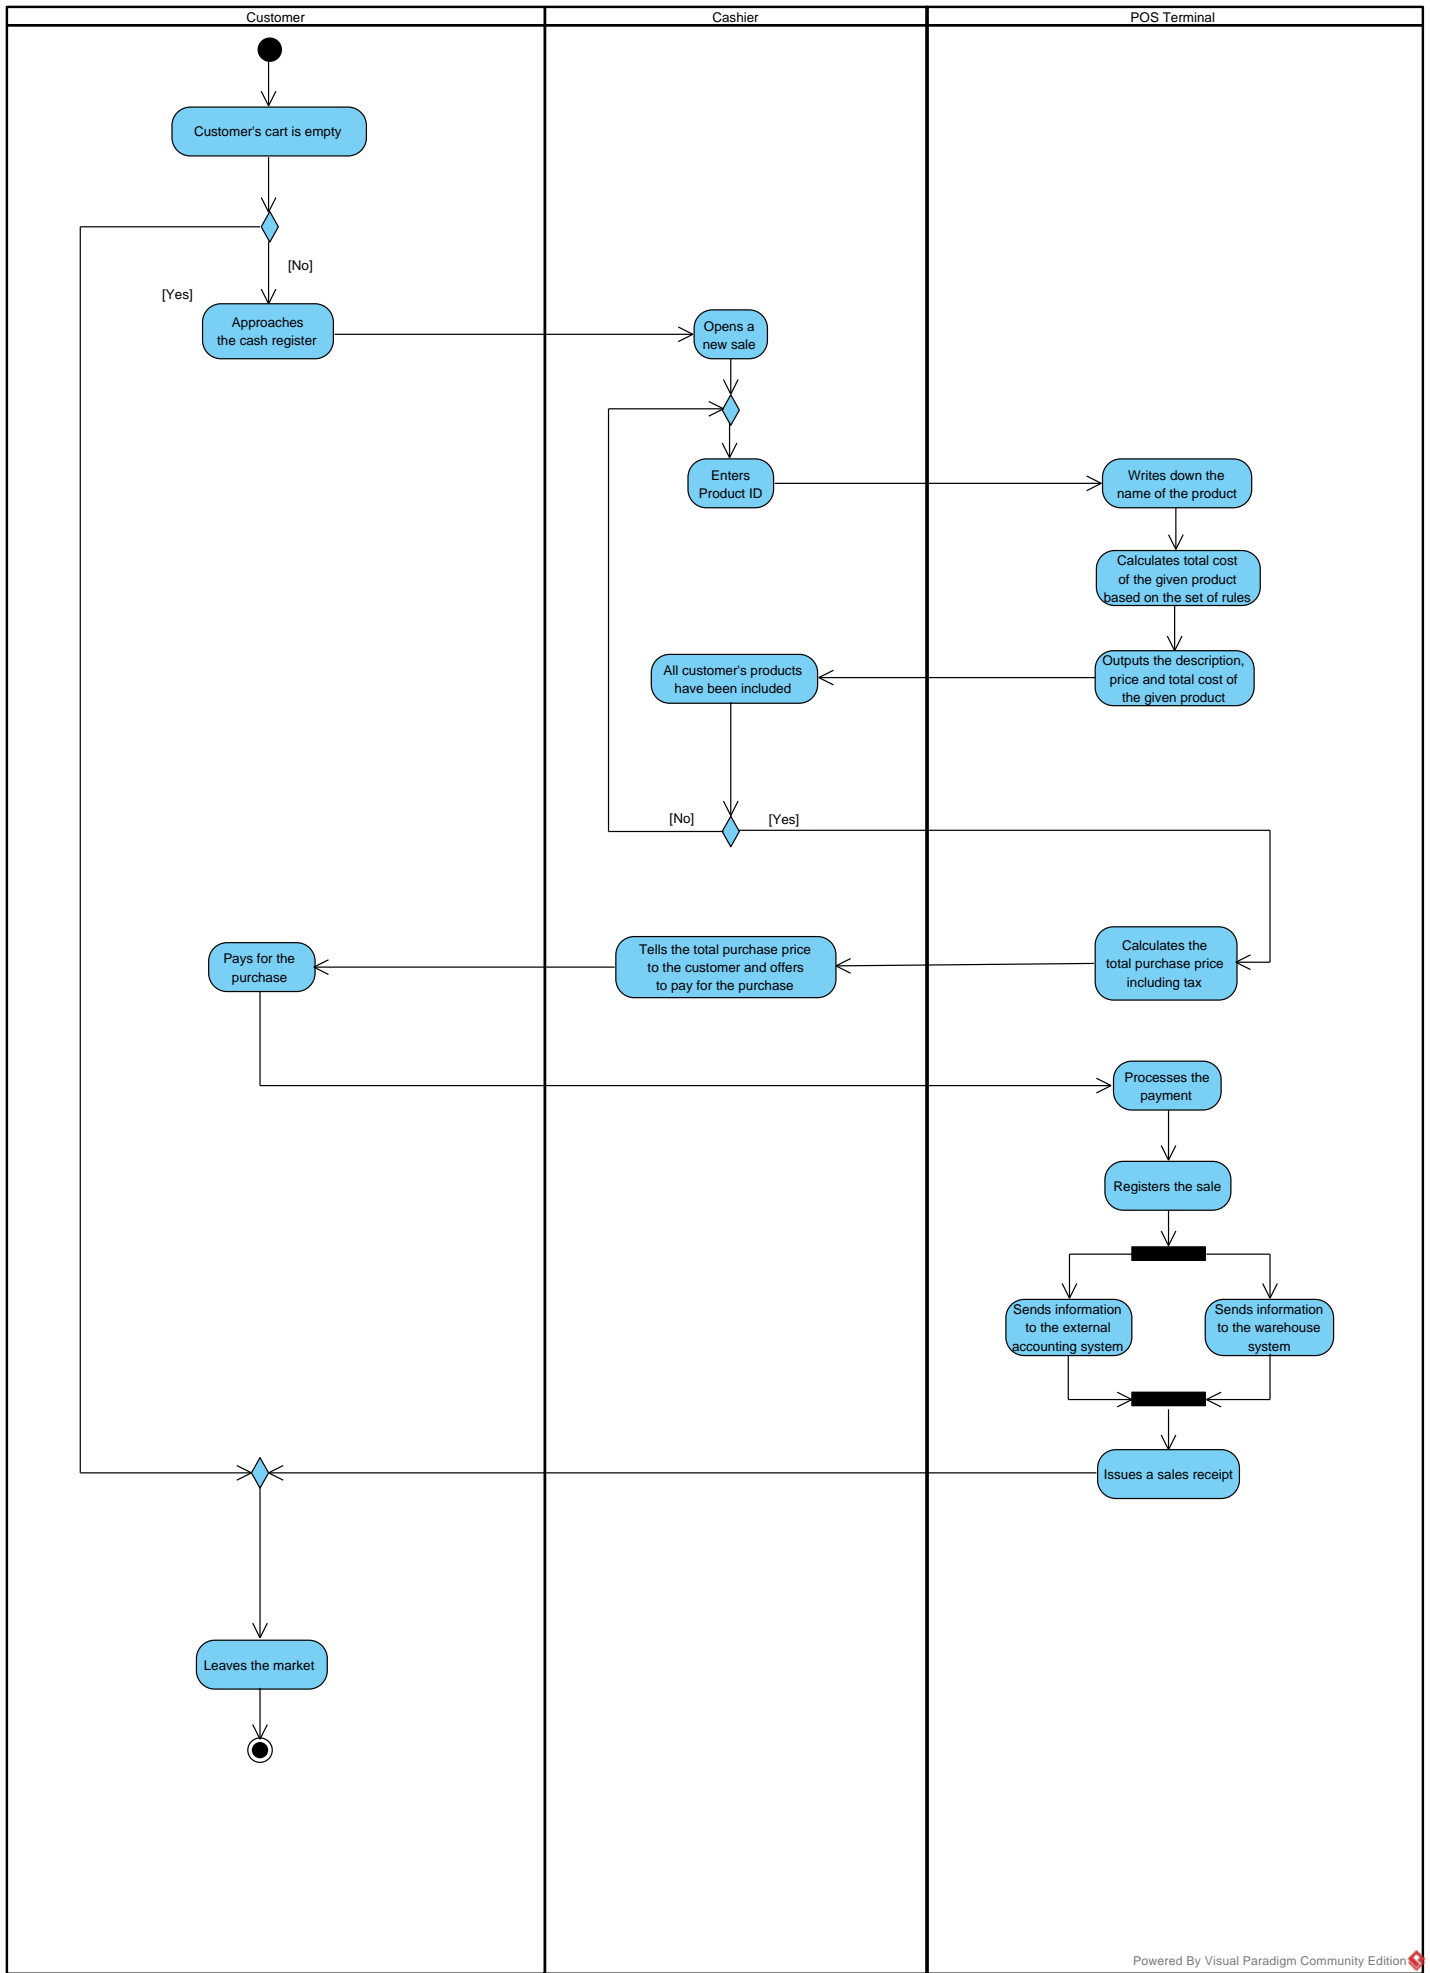 Customer
Cashier
POS Terminal
Customer's cart is empty
[No]
[Yes]
Approaches
the cash register
Opens a
new sale
Enters
Product ID
Writes down the
name of the product
Calculates total cost
of the given product
based on the set of rules
Outputs the description,
price and total cost of
the given product
All customer's products
have been included
[No]
[Yes]
Calculates the
total purchase price
including tax
Tells the total purchase price
to the customer and offers
to pay for the purchase
Pays for the
purchase
Processes the
payment
Registers the sale
Sends information
to the external
accounting system
Sends information
to the warehouse
system
Issues a sales receipt
Leaves the market
Powered By Visual Paradigm Community Edition